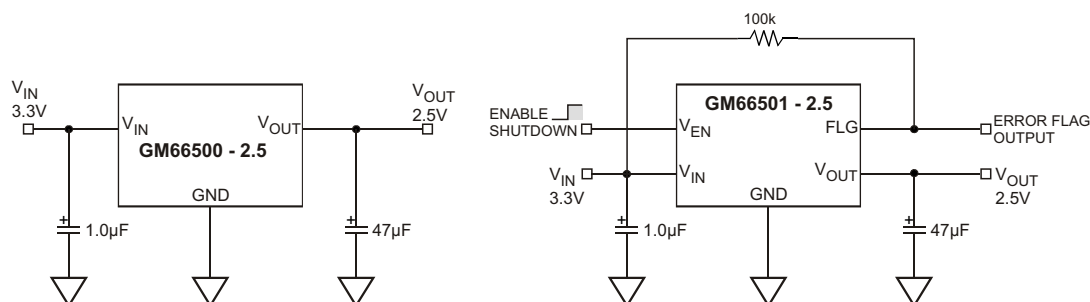 V_IN
3.3V
V_IN
V_OUT
GM66500 - 2.5
GND
V_OUT
2.5V
+
1.0µF
+
47µF
100k
ENABLE
SHUTDOWN
GM66501 - 2.5
V_EN
FLG
ERROR FLAG
OUTPUT
V_IN
3.3V
V_IN
V_OUT
V_OUT
2.5V
GND
+
1.0µF
+
47µF